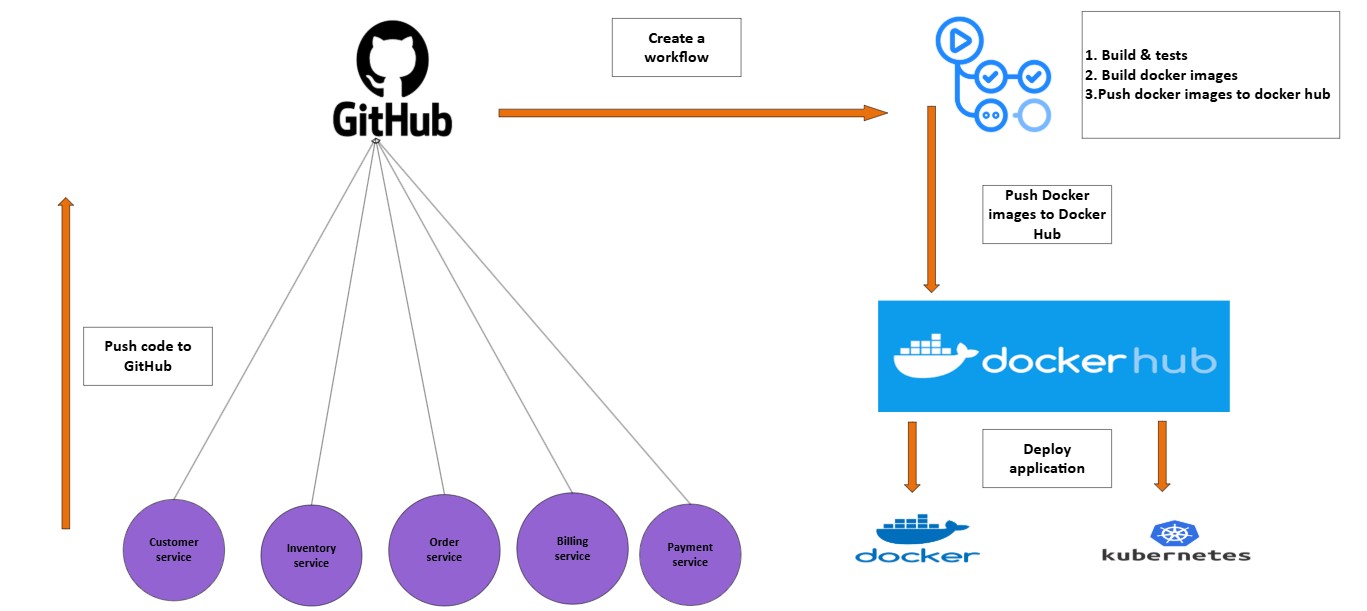 GitHub
Create a
workflow
1. Build & tests
2. Build docker images
3.Push docker images to docker hub
Push Docker
images to Docker
Hub
Push code to
GitHub
docker hub
Deploy
application
Customer
service
Inventory
service
Order
service
Billing
service
Payment
service
docker
kubernetes